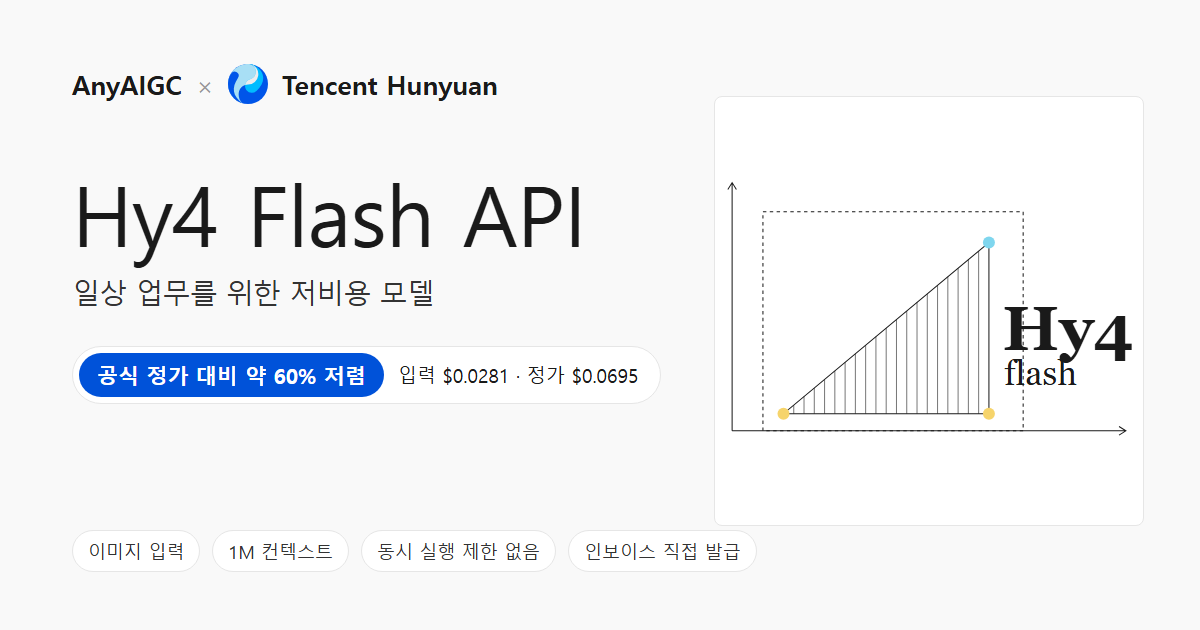 AnyAIGC × Tencent Hunyuan
Hy4 Flash API
일상 업무를 위한 저비용 모델
공식 정가 대비 약 60% 저렴 입력 $0.0281 · 정가 $0.0695
Hy4
flash
이미지 입력 1M 컨텍스트 동시 실행 제한 없음 인보이스 직접 발급